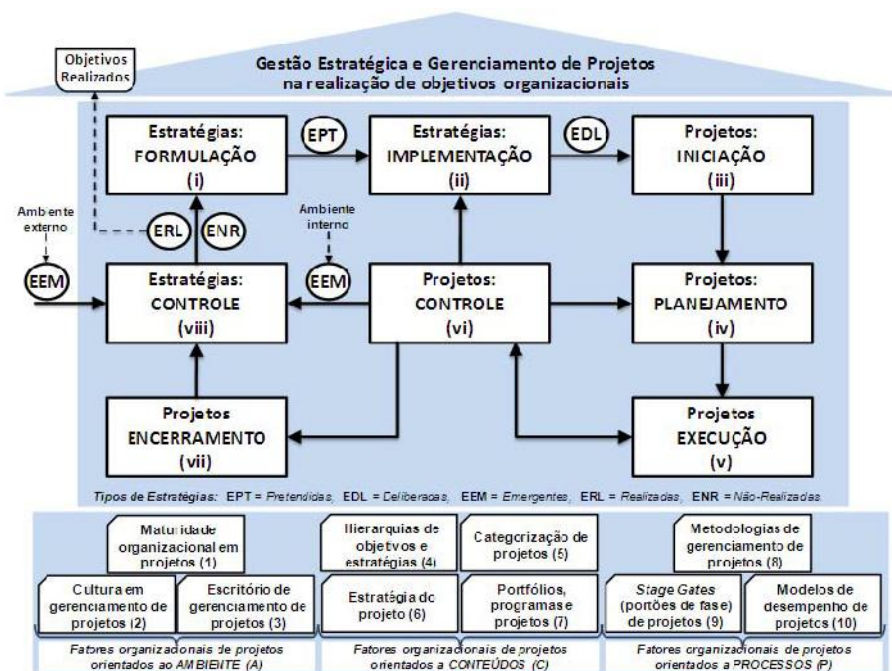 Objetivos
Realizados
Gestão Estratégica e Gerenciamento de Projetos
na realização de objetivos organizacionais
Estratégias:
FORMULAÇÃO
(i)
EPT
Estratégias:
IMPLEMENTAÇÃO
(ii)
EDL
Projetos:
INICIAÇÃO
(iii)
Ambiente
externo
ERL
ENR
Ambiente
interno
EEM
Estratégias:
CONTROLE
(viii)
EEM
Projetos:
CONTROLE
(vi)
Projetos:
PLANEJAMENTO
(iv)
Projetos
ENCERRAMENTO
(vii)
Projetos
EXECUÇÃO
(v)
Tipos de Estratégias: EPT = Pretendidas, EDL = Deliberadas, EEM = Emergentes, ERL = Realizadas, ENR = Não-Realizadas.
Maturidade
organizacional em
projetos (1)
Cultura em
gerenciamento de
projetos (2)
Escritório de
gerenciamento de
projetos (3)
Fatores organizacionais de projetos
orientados ao AMBIENTE (A)
Hierarquias de
objetivos e
estratégias (4)
Categorização de
projetos (5)
Estratégia do
projeto (6)
Portfólios,
programas e
projetos (7)
Fatores organizacionais de projetos
orientados a CONTEÚDOS (C)
Metodologias de
gerenciamento de
projetos (8)
Stage Gates
(portões de fase)
de projetos (9)
Modelos de
desempenho de
projetos (10)
Fatores organizacionais de projetos
orientados a PROCESSOS (P)